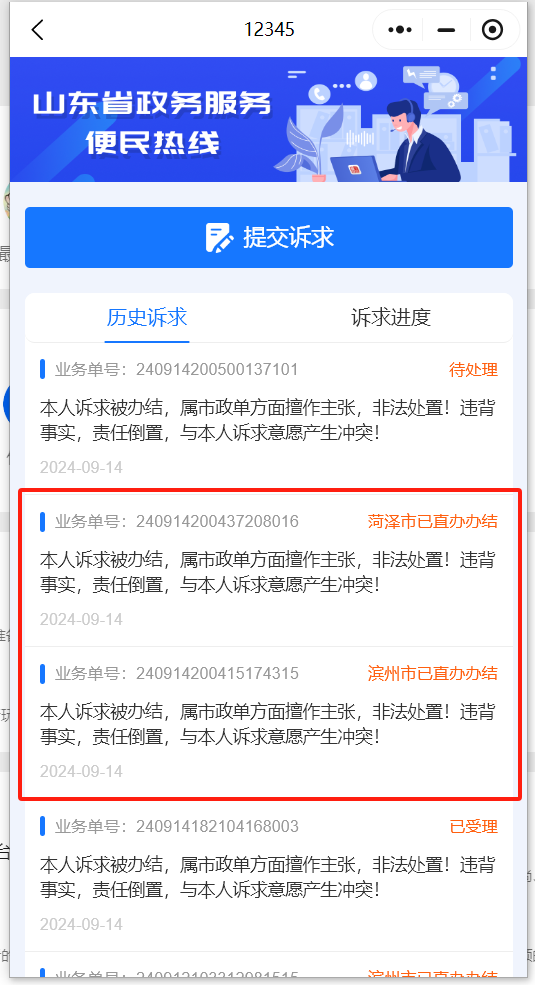 12345
山东省政务服务
便民热线
提交诉求
历史诉求
诉求进度
业务单号：240914200500137101
待处理
本人诉求被办结，属市政单方面擅作主张，非法处置！违背
事实，责任倒置，与本人诉求意愿产生冲突！
2024-09-14
业务单号：240914200437208016
菏泽市已直办办结
本人诉求被办结，属市政单方面擅作主张，非法处置！违背
事实，责任倒置，与本人诉求意愿产生冲突！
2024-09-14
业务单号：240914200415174315
滨州市已直办办结
本人诉求被办结，属市政单方面擅作主张，非法处置！违背
事实，责任倒置，与本人诉求意愿产生冲突！
2024-09-14
业务单号：240914182104168003
已受理
本人诉求被办结，属市政单方面擅作主张，非法处置！违背
事实，责任倒置，与本人诉求意愿产生冲突！
2024-09-14